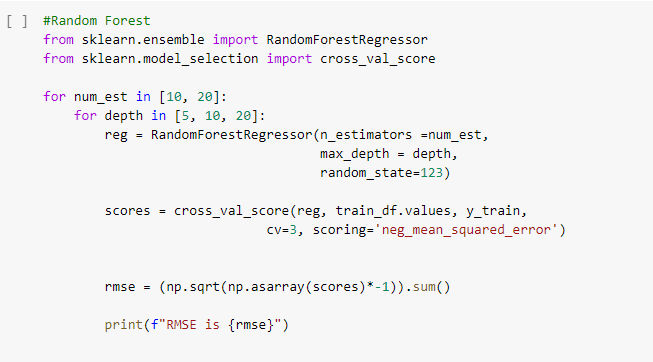 [ ] #Random Forest
from sklearn.ensemble import RandomForestRegressor
from sklearn.model_selection import cross_val_score
for num_est in [10, 20]:
for depth in [5, 10, 20]:
reg = RandomForestRegressor(n_estimators =num_est,
max_depth = depth,
random_state=123)
scores = cross_val_score(reg, train_df.values, y_train,
cv=3, scoring='neg_mean_squared_error')
rmse = (np.sqrt(np.asarray(scores)*-1)).sum()
print(f"RMSE is {rmse}")